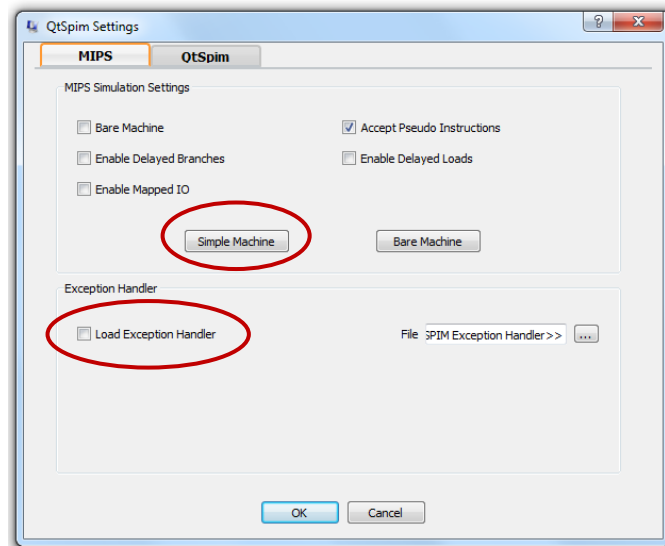 QtSpim Settings
MIPS QtSpim
MIPS Simulation Settings
Bare Machine Accept Pseudo Instructions
Enable Delayed Branches Enable Delayed Loads
Enable Mapped IO
Simple Machine Bare Machine
Exception Handler
Load Exception Handler File SPIM Exception Handler>> ...
OK Cancel